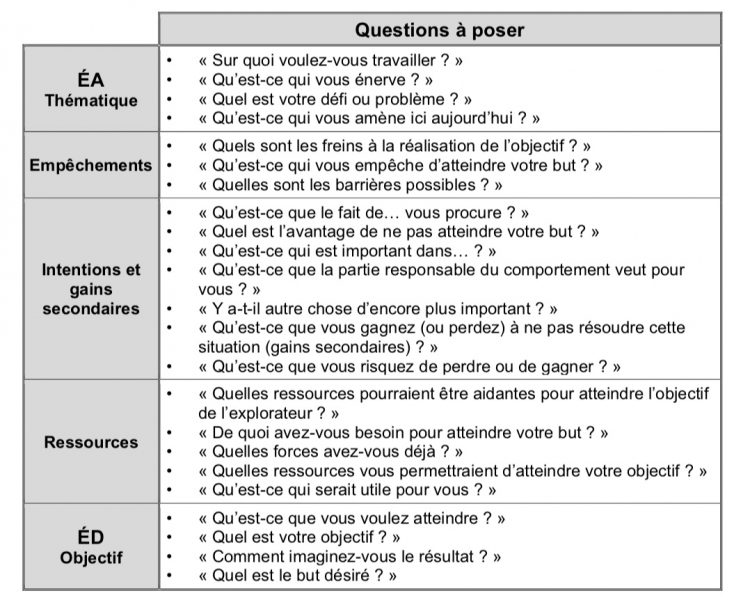 Questions à poser
ÉA
Thématique
• « Sur quoi voulez-vous travailler ? »
• « Qu’est-ce qui vous énerve ? »
• « Quel est votre défi ou problème ? »
• « Qu’est-ce qui vous amène ici aujourd’hui ? »
Empêchements
• « Quels sont les freins à la réalisation de l’objectif ? »
• « Qu’est-ce qui vous empêche d’atteindre votre but ? »
• « Quelles sont les barrières possibles ? »
Intentions et
gains
secondaires
• « Qu’est-ce que le fait de… vous procure ? »
• « Quel est l’avantage de ne pas atteindre votre but ? »
• « Qu’est-ce qui est important dans… ? »
• « Qu’est-ce que la partie responsable du comportement veut pour
vous ? »
• « Y a-t-il autre chose d’encore plus important ? »
• « Qu’est-ce que vous gagnez (ou perdez) à ne pas résoudre cette
situation (gains secondaires) ? »
• « Qu’est-ce que vous risquez de perdre ou de gagner ? »
Ressources
• « Quelles ressources pourraient être aidantes pour atteindre l’objectif
de l’explorateur ? »
• « De quoi avez-vous besoin pour atteindre votre but ? »
• « Quelles forces avez-vous déjà ? »
• « Quelles ressources vous permettraient d’atteindre votre objectif ? »
• « Qu’est-ce qui serait utile pour vous ? »
ÉD
Objectif
• « Qu’est-ce que vous voulez atteindre ? »
• « Quel est votre objectif ? »
• « Comment imaginez-vous le résultat ? »
• « Quel est le but désiré ? »